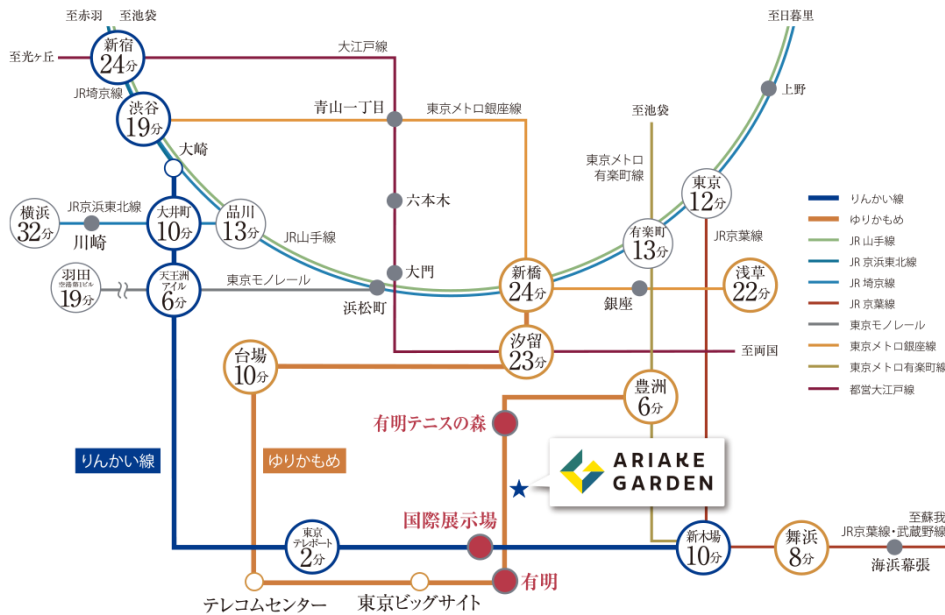 至赤羽 至池袋
至日暮里
新宿
24分
至光ヶ丘
大江戸線
JR埼京線
上野
渋谷
19分
青山一丁目
東京メトロ銀座線
至池袋
大崎
東京メトロ
有楽町線
東京
12分
六本木
横浜
32分
JR京浜東北線
川崎
大井町
10分
品川
13分
JR山手線
有楽町
13分
JR京葉線
羽田
空港第1ビル
19分
天王洲
アイル
6分
東京モノレール
大門
浜松町
新橋
24分
銀座
浅草
22分
汐留
23分
至両国
台場
10分
豊洲
6分
りんかい線
ゆりかもめ
JR 山手線
JR 京浜東北線
JR 埼京線
JR 京葉線
東京モノレール
東京メトロ銀座線
東京メトロ有楽町線
都営大江戸線
有明テニスの森
りんかい線
ゆりかもめ
ARIAKE
GARDEN
国際展示場
東京
テレポート
2分
新木場
10分
舞浜
8分
至蘇我
JR京葉線・武蔵野線
海浜幕張
有明
テレコムセンター
東京ビッグサイト